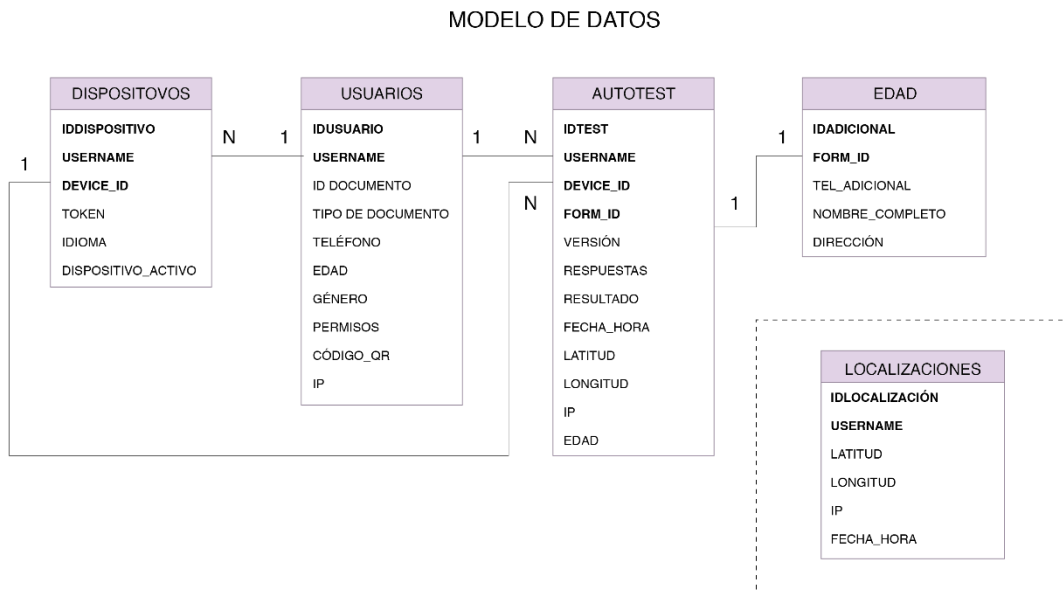 MODELO DE DATOS
DISPOSITOVOS
IDDISPOSITIVO
USERNAME
DEVICE_ID
TOKEN
IDIOMA
DISPOSITIVO_ACTIVO
1
N
1
USUARIOS
IDUSUARIO
USERNAME
ID DOCUMENTO
TIPO DE DOCUMENTO
TELÉFONO
EDAD
GÉNERO
PERMISOS
CÓDIGO_QR
IP
1
N
N
AUTOTEST
IDTEST
USERNAME
DEVICE_ID
FORM_ID
VERSIÓN
RESPUESTAS
RESULTADO
FECHA_HORA
LATITUD
LONGITUD
IP
EDAD
1
1
EDAD
IDADICIONAL
FORM_ID
TEL_ADICIONAL
NOMBRE_COMPLETO
DIRECCIÓN
LOCALIZACIONES
IDLOCALIZACIÓN
USERNAME
LATITUD
LONGITUD
IP
FECHA_HORA